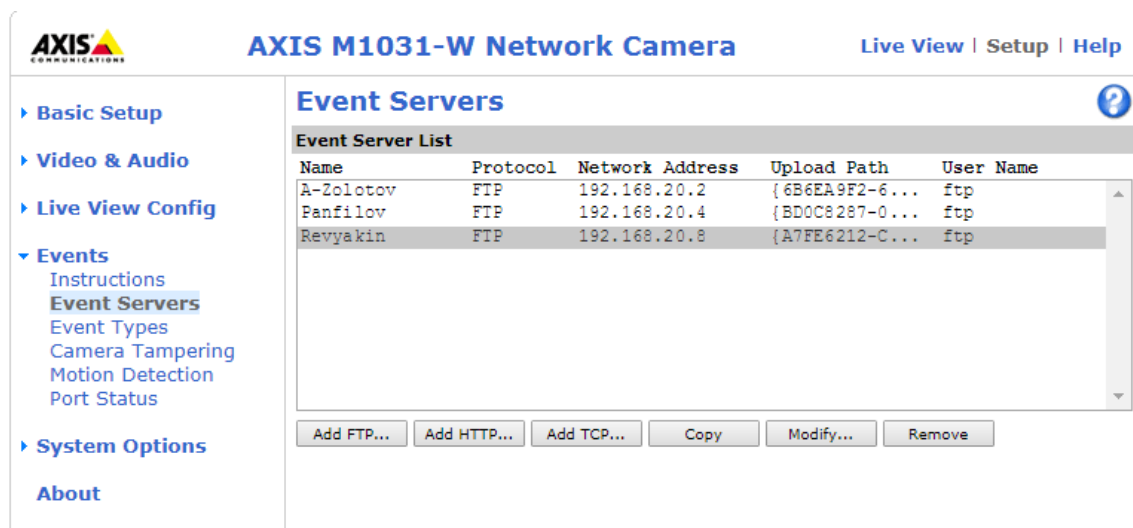 AXIS
COMMUNICATIONS
AXIS M1031-W Network Camera
Live View | Setup | Help
Basic Setup
Video & Audio
Live View Config
Events
Instructions
Event Servers
Event Types
Camera Tampering
Motion Detection
Port Status
System Options
About
Event Servers
Event Server List
Name Protocol Network Address Upload Path User Name
A-Zolotov FTP 192.168.20.2 {6B6EA9F2-6... ftp
Panfilov FTP 192.168.20.4 {BD0C8287-0... ftp
Revyakin FTP 192.168.20.8 {A7FE6212-C... ftp
Add FTP... Add HTTP... Add TCP... Copy Modify... Remove